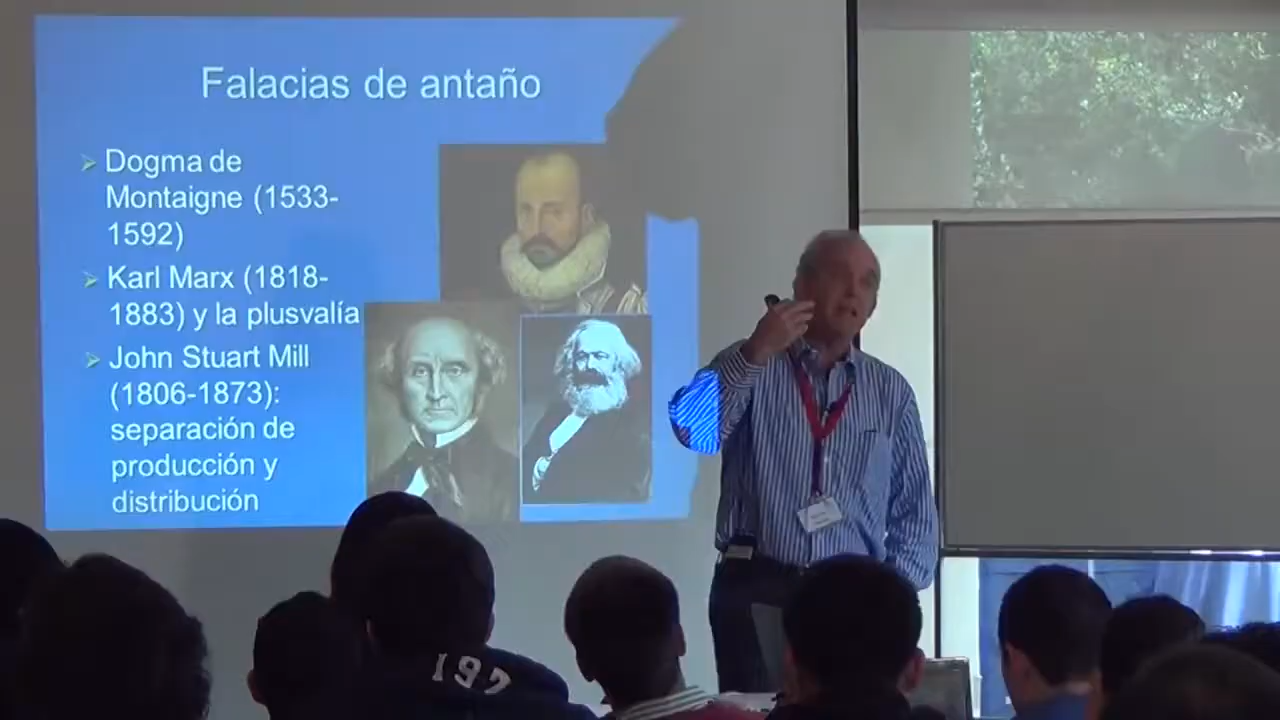 Falacias de antaño
Dogma de
Montaigne (1533-
1592)
Karl Marx (1818-
1883) y la plusvalía
John Stuart Mill
(1806-1873):
separación de
producción y
distribución
197